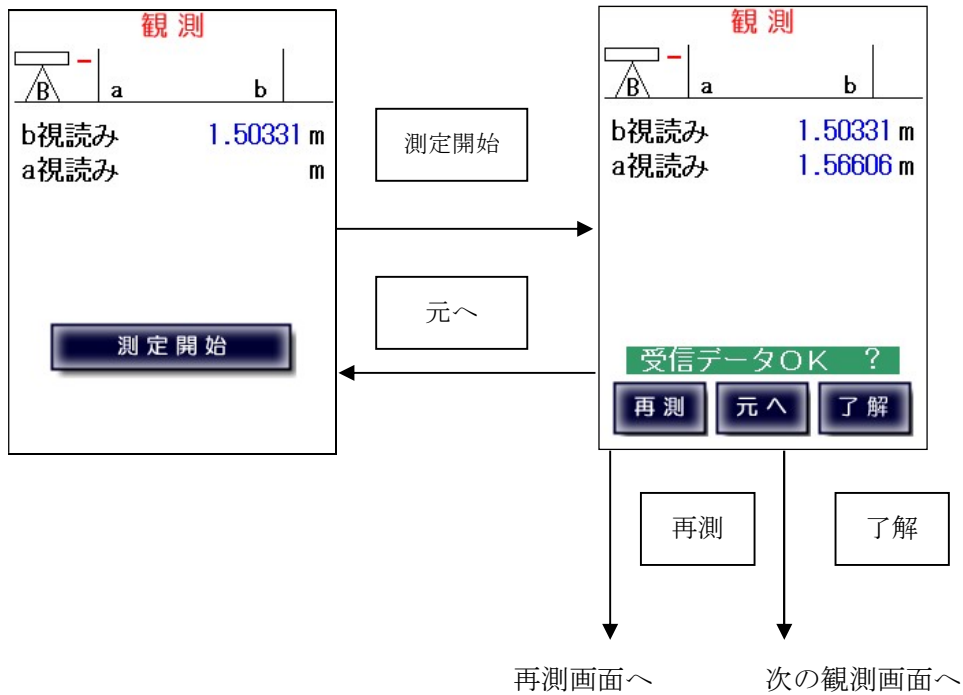 観 測
B a b
b視読み 1.50331 m
a視読み m
測 定 開 始
測定開始
元へ
観 測
B a b
b視読み 1.50331 m
a視読み 1.56606 m
受信データOK ?
再 測 元 へ 了 解
再測
了解
再測画面へ 次の観測画面へ